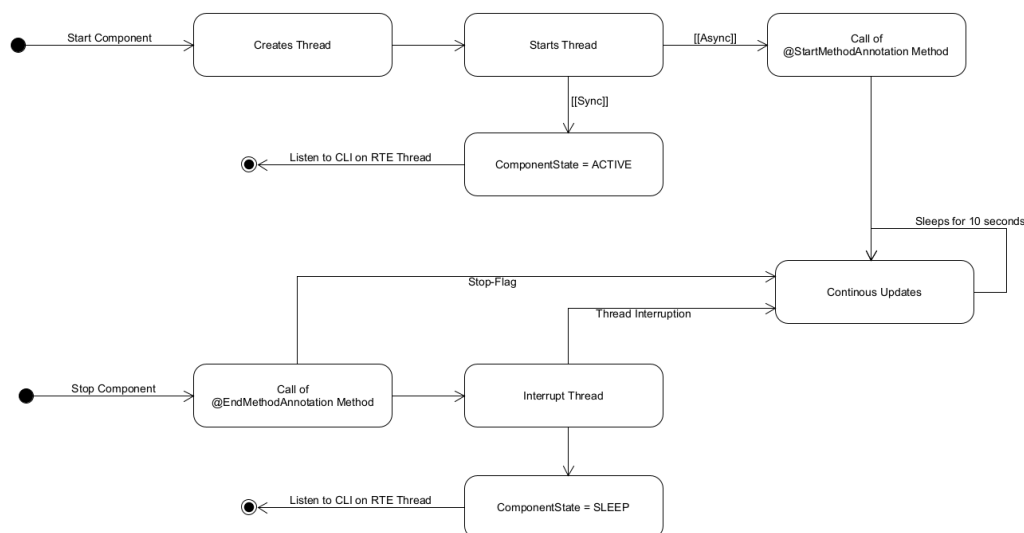 Start Component
Creates Thread
Starts Thread
[[Async]]
Call of
@StartMethodAnnotation Method
[[Sync]]
Listen to CLI on RTE Thread
ComponentState = ACTIVE
Sleeps for 10 seconds
Stop-Flag
Continous Updates
Thread Interruption
Stop Component
Call of
@EndMethodAnnotation Method
Interrupt Thread
Listen to CLI on RTE Thread
ComponentState = SLEEP